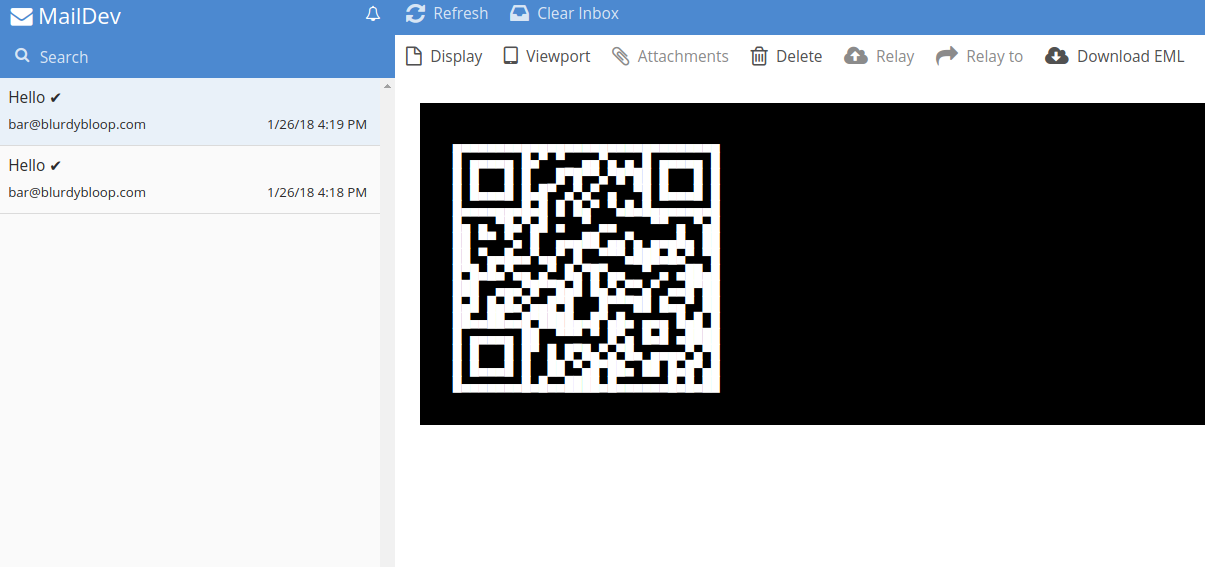 MailDev
Search
Hello ✔
bar@blurdybloop.com 1/26/18 4:19 PM
Hello ✔
bar@blurdybloop.com 1/26/18 4:18 PM
Refresh Clear Inbox
Display Viewport Attachments Delete Relay Relay to Download EML